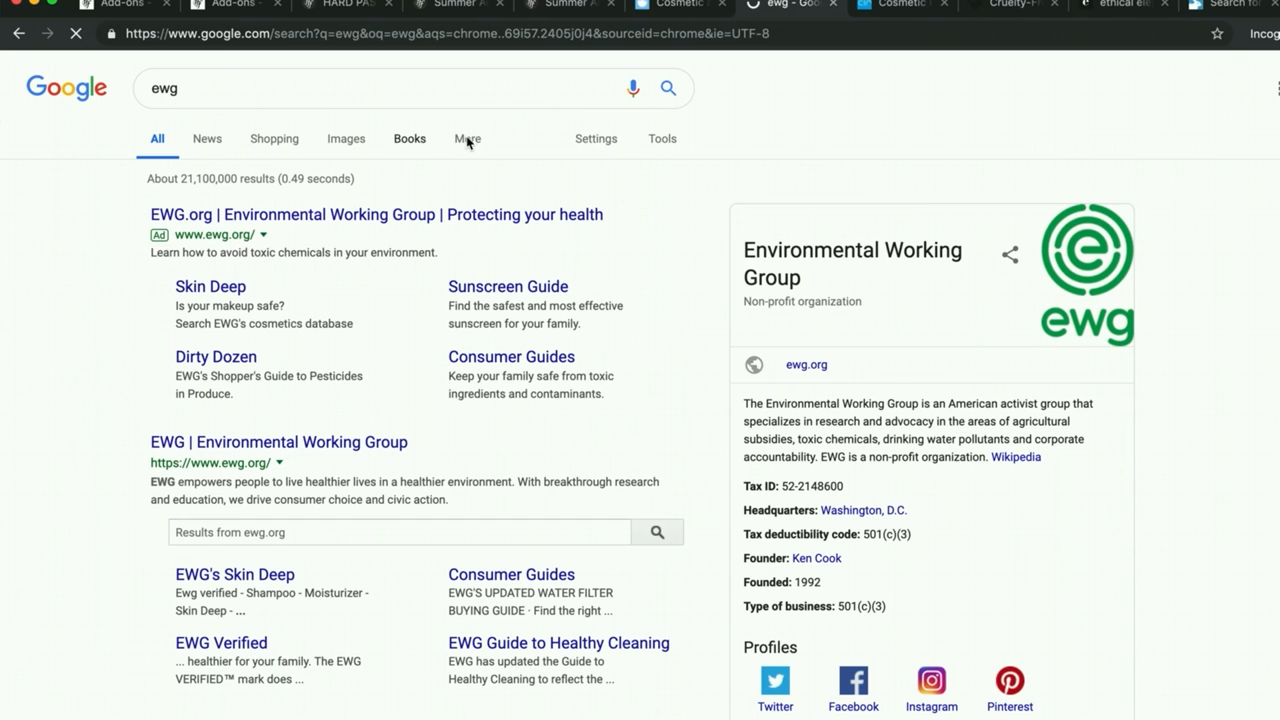 Add-ons -
Add-ons -
HARD PAS
Summer A
Summer A
Cosmetic
ewg - Goo
Cosmetic
Cruelty-F
ethical ele
Search for
https://www.google.com/search?q=ewg&oq=ewg&aqs=chrome..69i57.2405j0j4&sourceid=chrome&ie=UTF-8
Incog
Google
ewg
All News Shopping Images Books More Settings Tools
About 21,100,000 results (0.49 seconds)
EWG.org | Environmental Working Group | Protecting your health
Ad www.ewg.org/
Learn how to avoid toxic chemicals in your environment.
Skin Deep
Is your makeup safe?
Search EWG's cosmetics database
Sunscreen Guide
Find the safest and most effective
sunscreen for your family.
Dirty Dozen
EWG's Shopper's Guide to Pesticides
in Produce.
Consumer Guides
Keep your family safe from toxic
ingredients and contaminants.
EWG | Environmental Working Group
https://www.ewg.org/
EWG empowers people to live healthier lives in a healthier environment. With breakthrough research
and education, we drive consumer choice and civic action.
Results from ewg.org
EWG's Skin Deep
Ewg verified - Shampoo - Moisturizer -
Skin Deep - ...
Consumer Guides
EWG'S UPDATED WATER FILTER
BUYING GUIDE · Find the right ...
EWG Verified
... healthier for your family. The EWG
VERIFIED™ mark does ...
EWG Guide to Healthy Cleaning
EWG has updated the Guide to
Healthy Cleaning to reflect the ...
Environmental Working
Group
Non-profit organization
ewg
ewg.org
The Environmental Working Group is an American activist group that
specializes in research and advocacy in the areas of agricultural
subsidies, toxic chemicals, drinking water pollutants and corporate
accountability. EWG is a non-profit organization. Wikipedia
Tax ID: 52-2148600
Headquarters: Washington, D.C.
Tax deductibility code: 501(c)(3)
Founder: Ken Cook
Founded: 1992
Type of business: 501(c)(3)
Profiles
Twitter
Facebook
Instagram
Pinterest